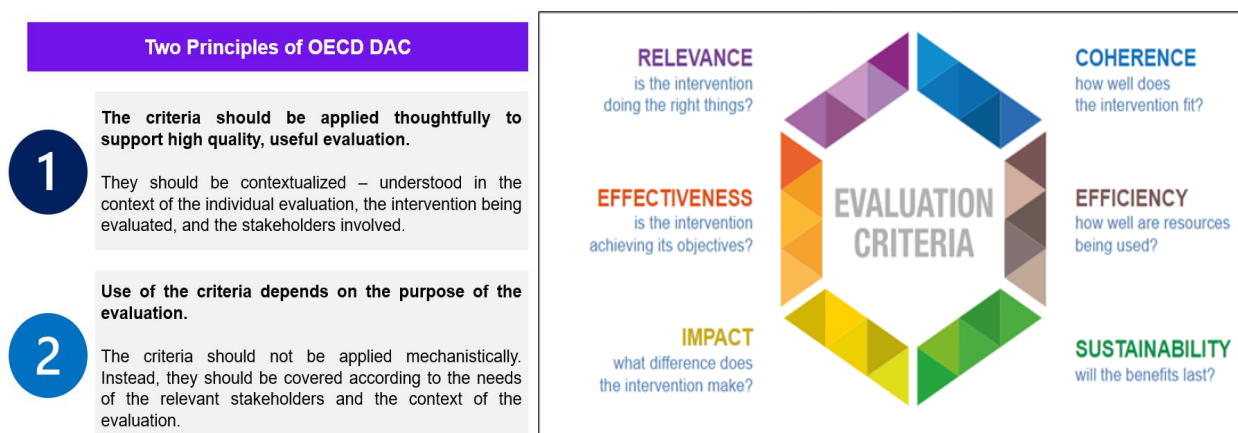 Two Principles of OECD DAC
1
The criteria should be applied thoughtfully to
support high quality, useful evaluation.
They should be contextualized – understood in the
context of the individual evaluation, the intervention being
evaluated, and the stakeholders involved.
2
Use of the criteria depends on the purpose of the
evaluation.
The criteria should not be applied mechanistically.
Instead, they should be covered according to the needs
of the relevant stakeholders and the context of the
evaluation.
RELEVANCE
is the intervention
doing the right things?
COHERENCE
how well does
the intervention fit?
EFFECTIVENESS
is the intervention
achieving its objectives?
EVALUATION
CRITERIA
EFFICIENCY
how well are resources
being used?
IMPACT
what difference does
the intervention make?
SUSTAINABILITY
will the benefits last?